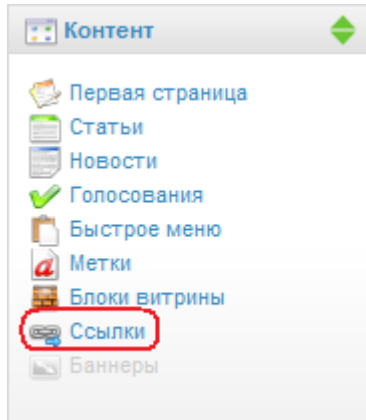 Контент
Первая страница
Статьи
Новости
Голосования
Быстрое меню
Метки
Блоки витрины
Ссылки
Баннеры